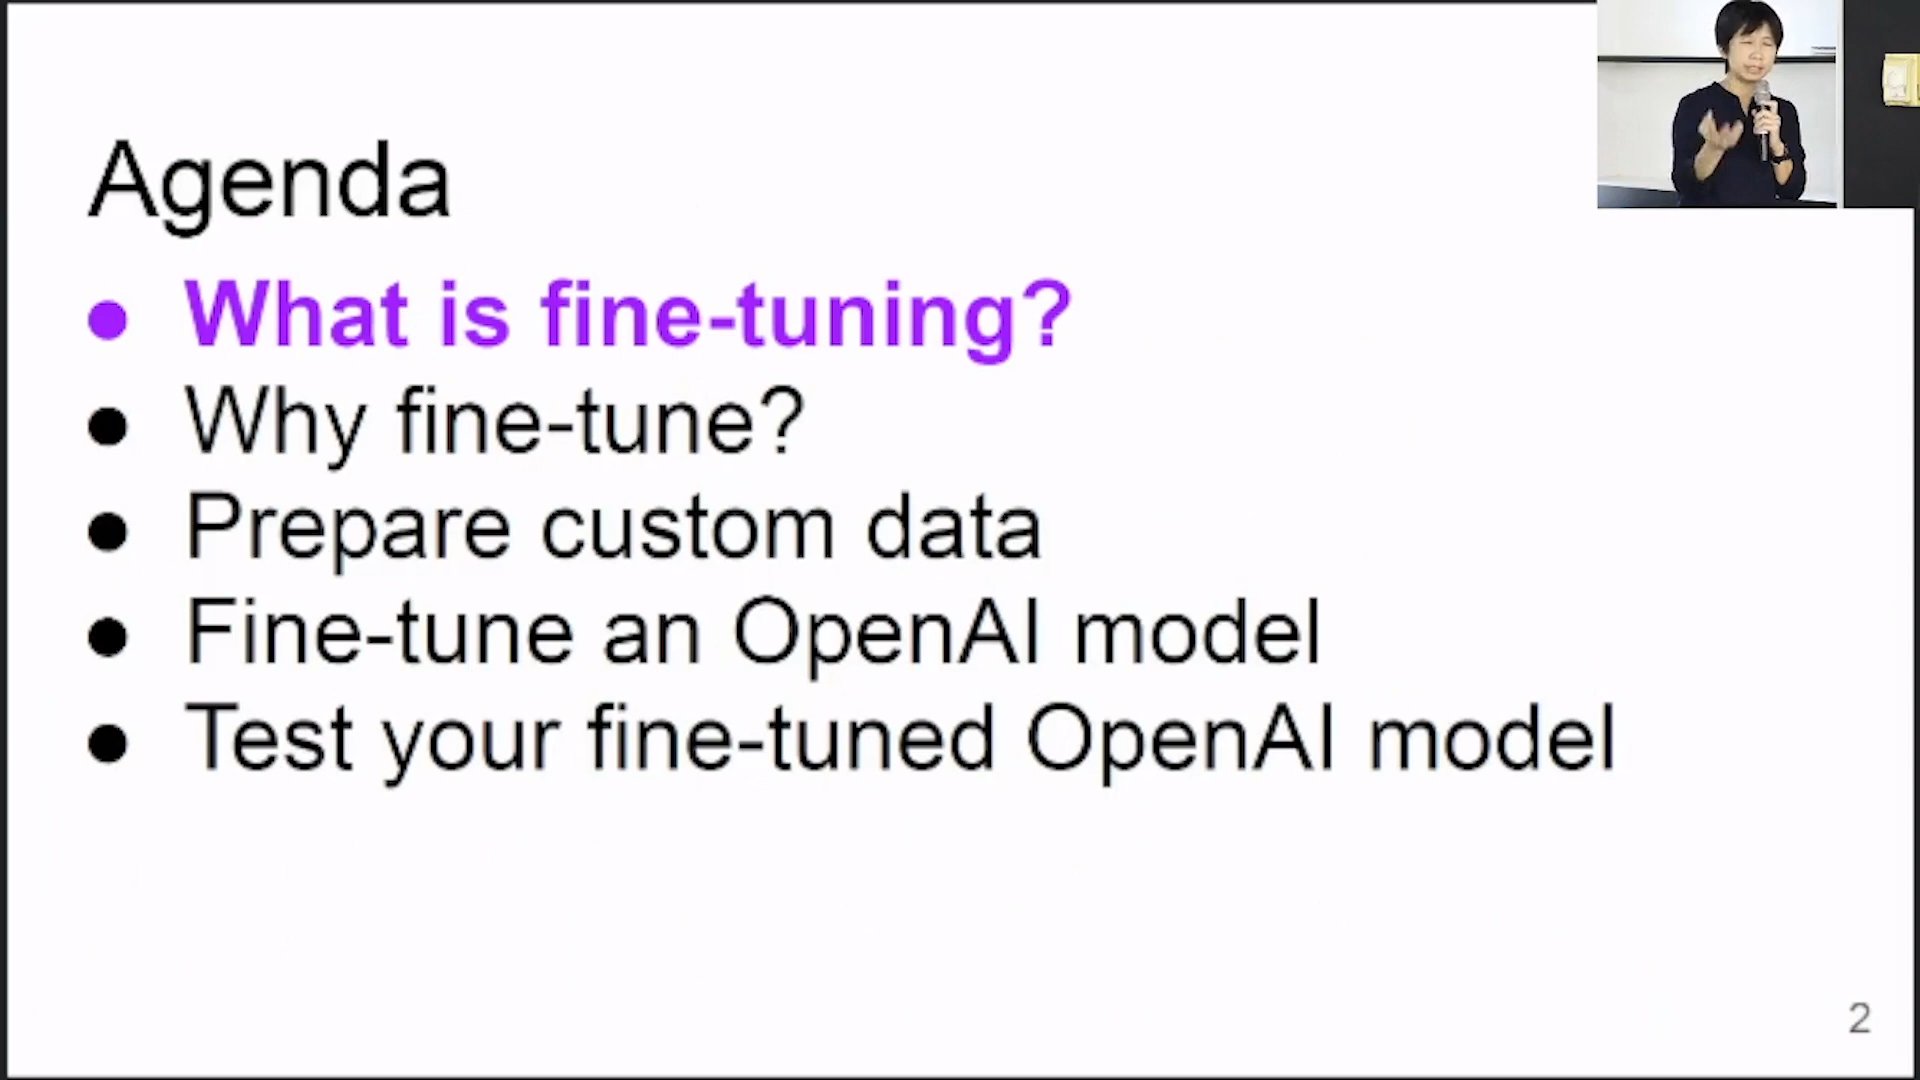 Agenda
● What is fine-tuning?
● Why fine-tune?
● Prepare custom data
● Fine-tune an OpenAI model
● Test your fine-tuned OpenAI model
2